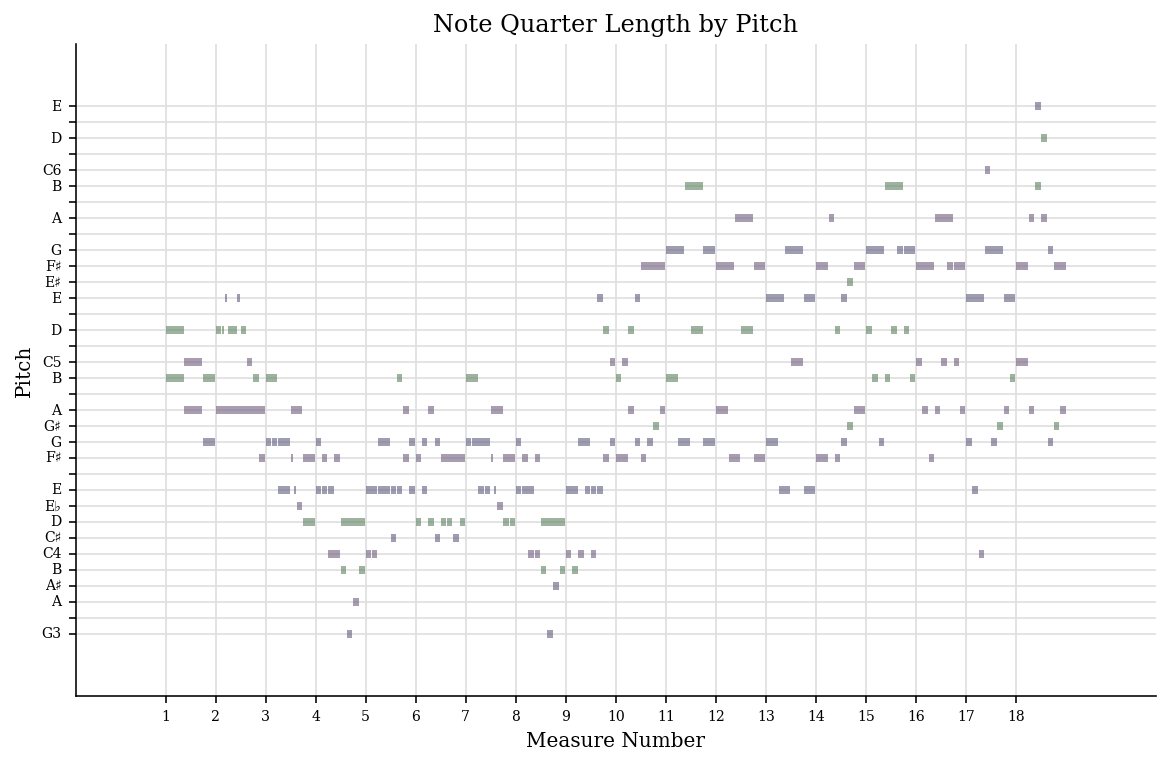 Note Quarter Length by Pitch
E
D
C6
B
A
G
F♯
E♯
E
D
C5
B
A
G♯
G
F♯
E
E♭
D
C♯
C4
B
A♯
A
G3
Pitch
1 2 3 4 5 6 7 8 9 10 11 12 13 14 15 16 17 18
Measure Number